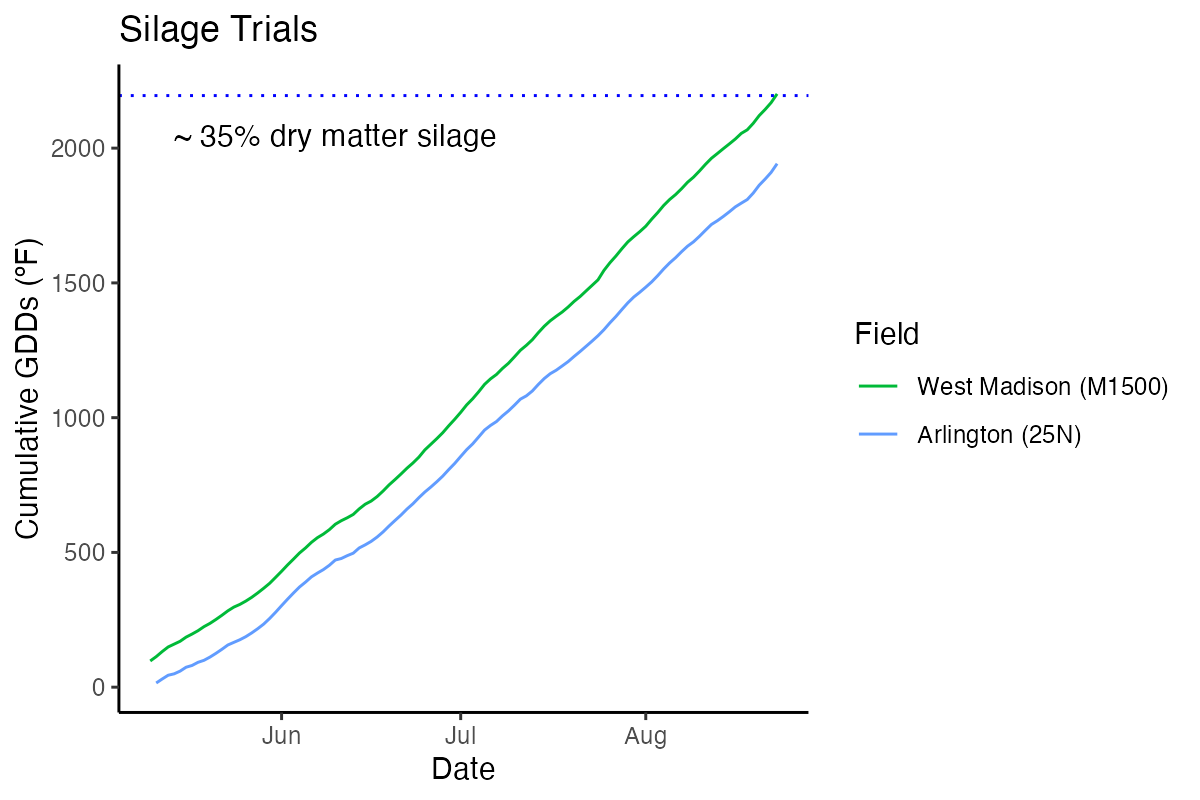 Silage Trials
~ 35% dry matter silage
Cumulative GDDs (°F)
2000
1500
1000
500
0
Jun Jul Aug
Date
Field
West Madison (M1500)
Arlington (25N)